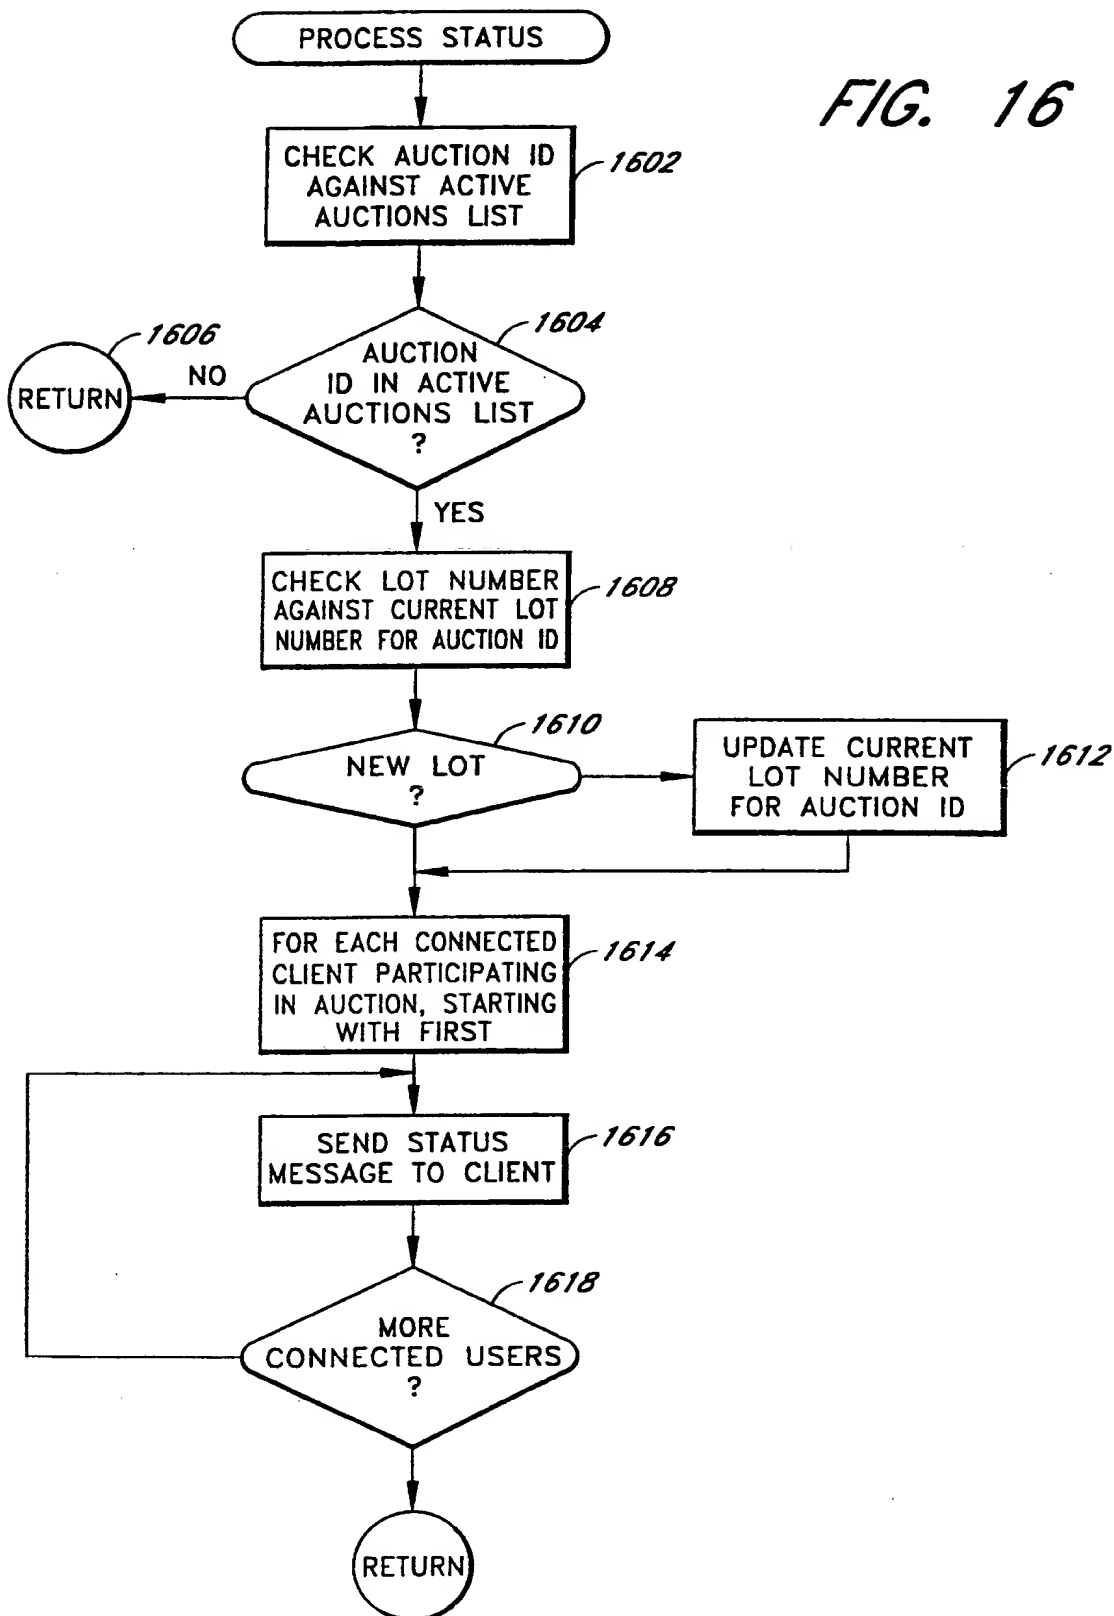 PROCESS STATUS
FIG. 16
CHECK AUCTION ID
AGAINST ACTIVE
AUCTIONS LIST
1602
1604
1606
AUCTION
ID IN ACTIVE
AUCTIONS LIST
?
NO
RETURN
YES
CHECK LOT NUMBER
AGAINST CURRENT LOT
NUMBER FOR AUCTION ID
1608
1610
NEW LOT
?
UPDATE CURRENT
LOT NUMBER
FOR AUCTION ID
1612
FOR EACH CONNECTED
CLIENT PARTICIPATING
IN AUCTION, STARTING
WITH FIRST
1614
SEND STATUS
MESSAGE TO CLIENT
1616
1618
MORE
CONNECTED USERS
?
RETURN